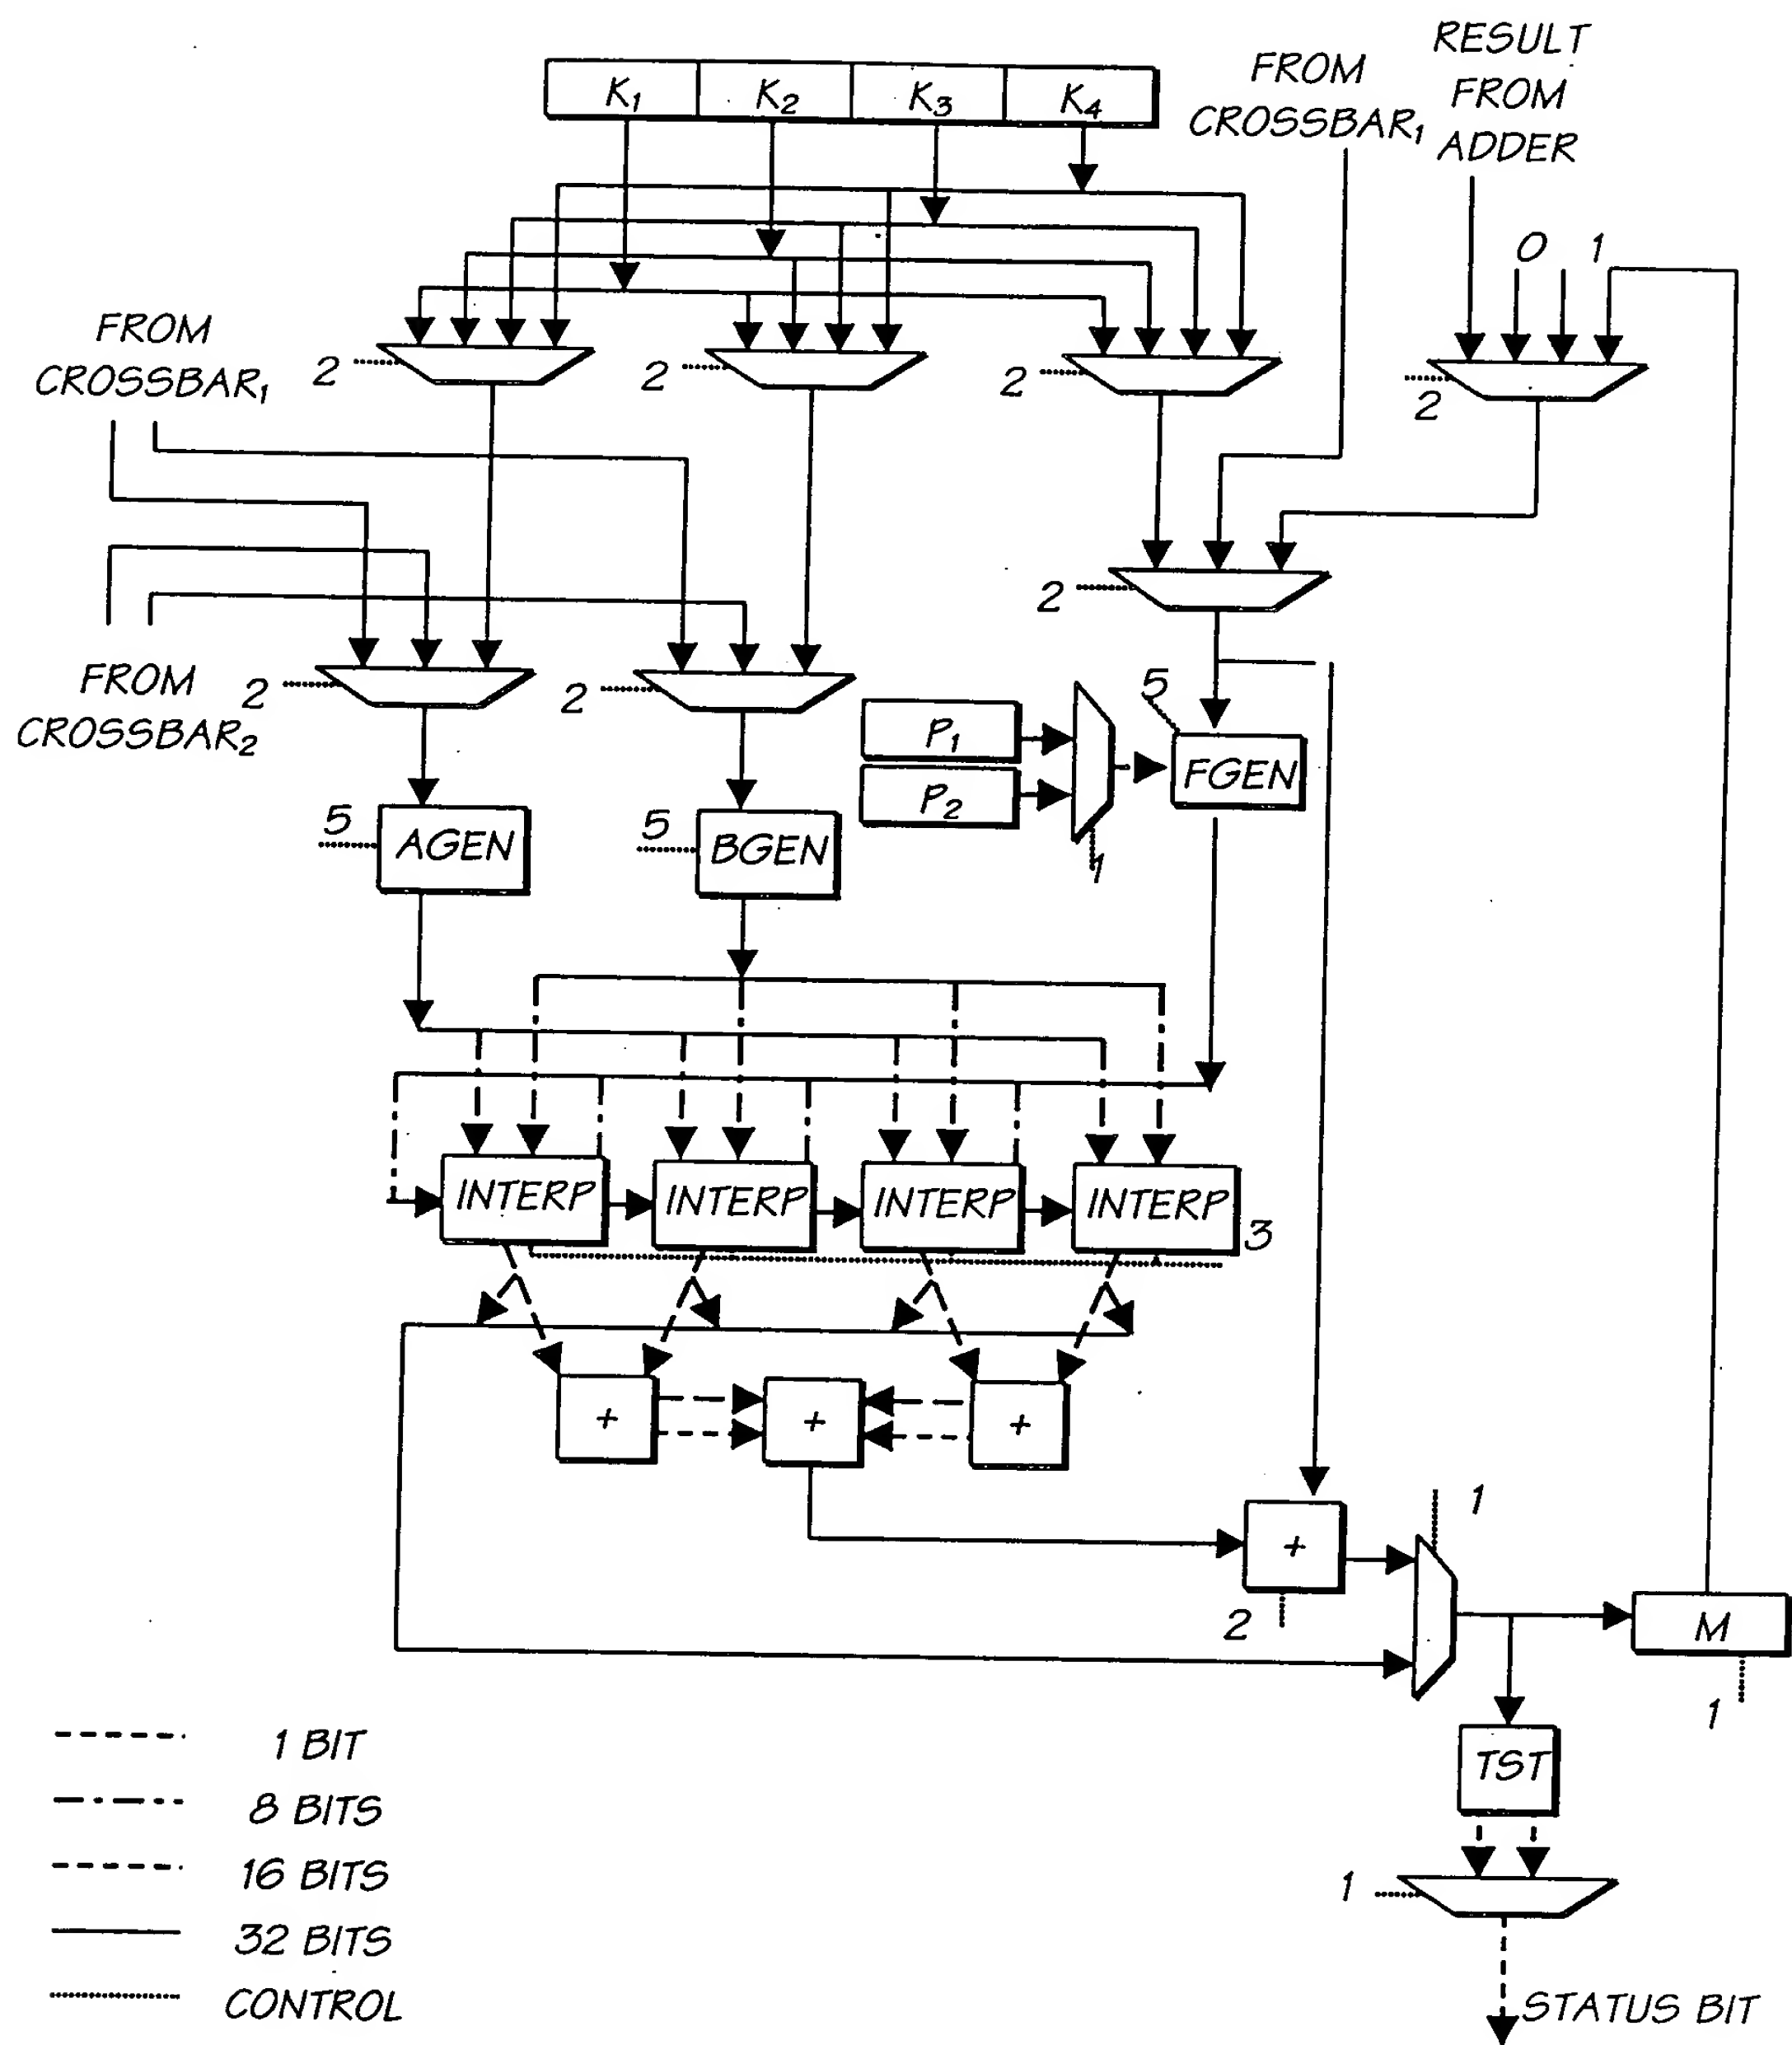 RESULT
FROM
ADDER
FROM
CROSSBAR₁
K₁ K₂ K₃ K₄
0 1
FROM
CROSSBAR₁
2
2
2
2
2
FROM
CROSSBAR₂
2
2
P₁
P₂
1
5
FGEN
5
AGEN
5
BGEN
INTERP INTERP INTERP INTERP
3
+ + +
+
2
1
M
1
TST
1
STATUS BIT
1 BIT
8 BITS
16 BITS
32 BITS
CONTROL